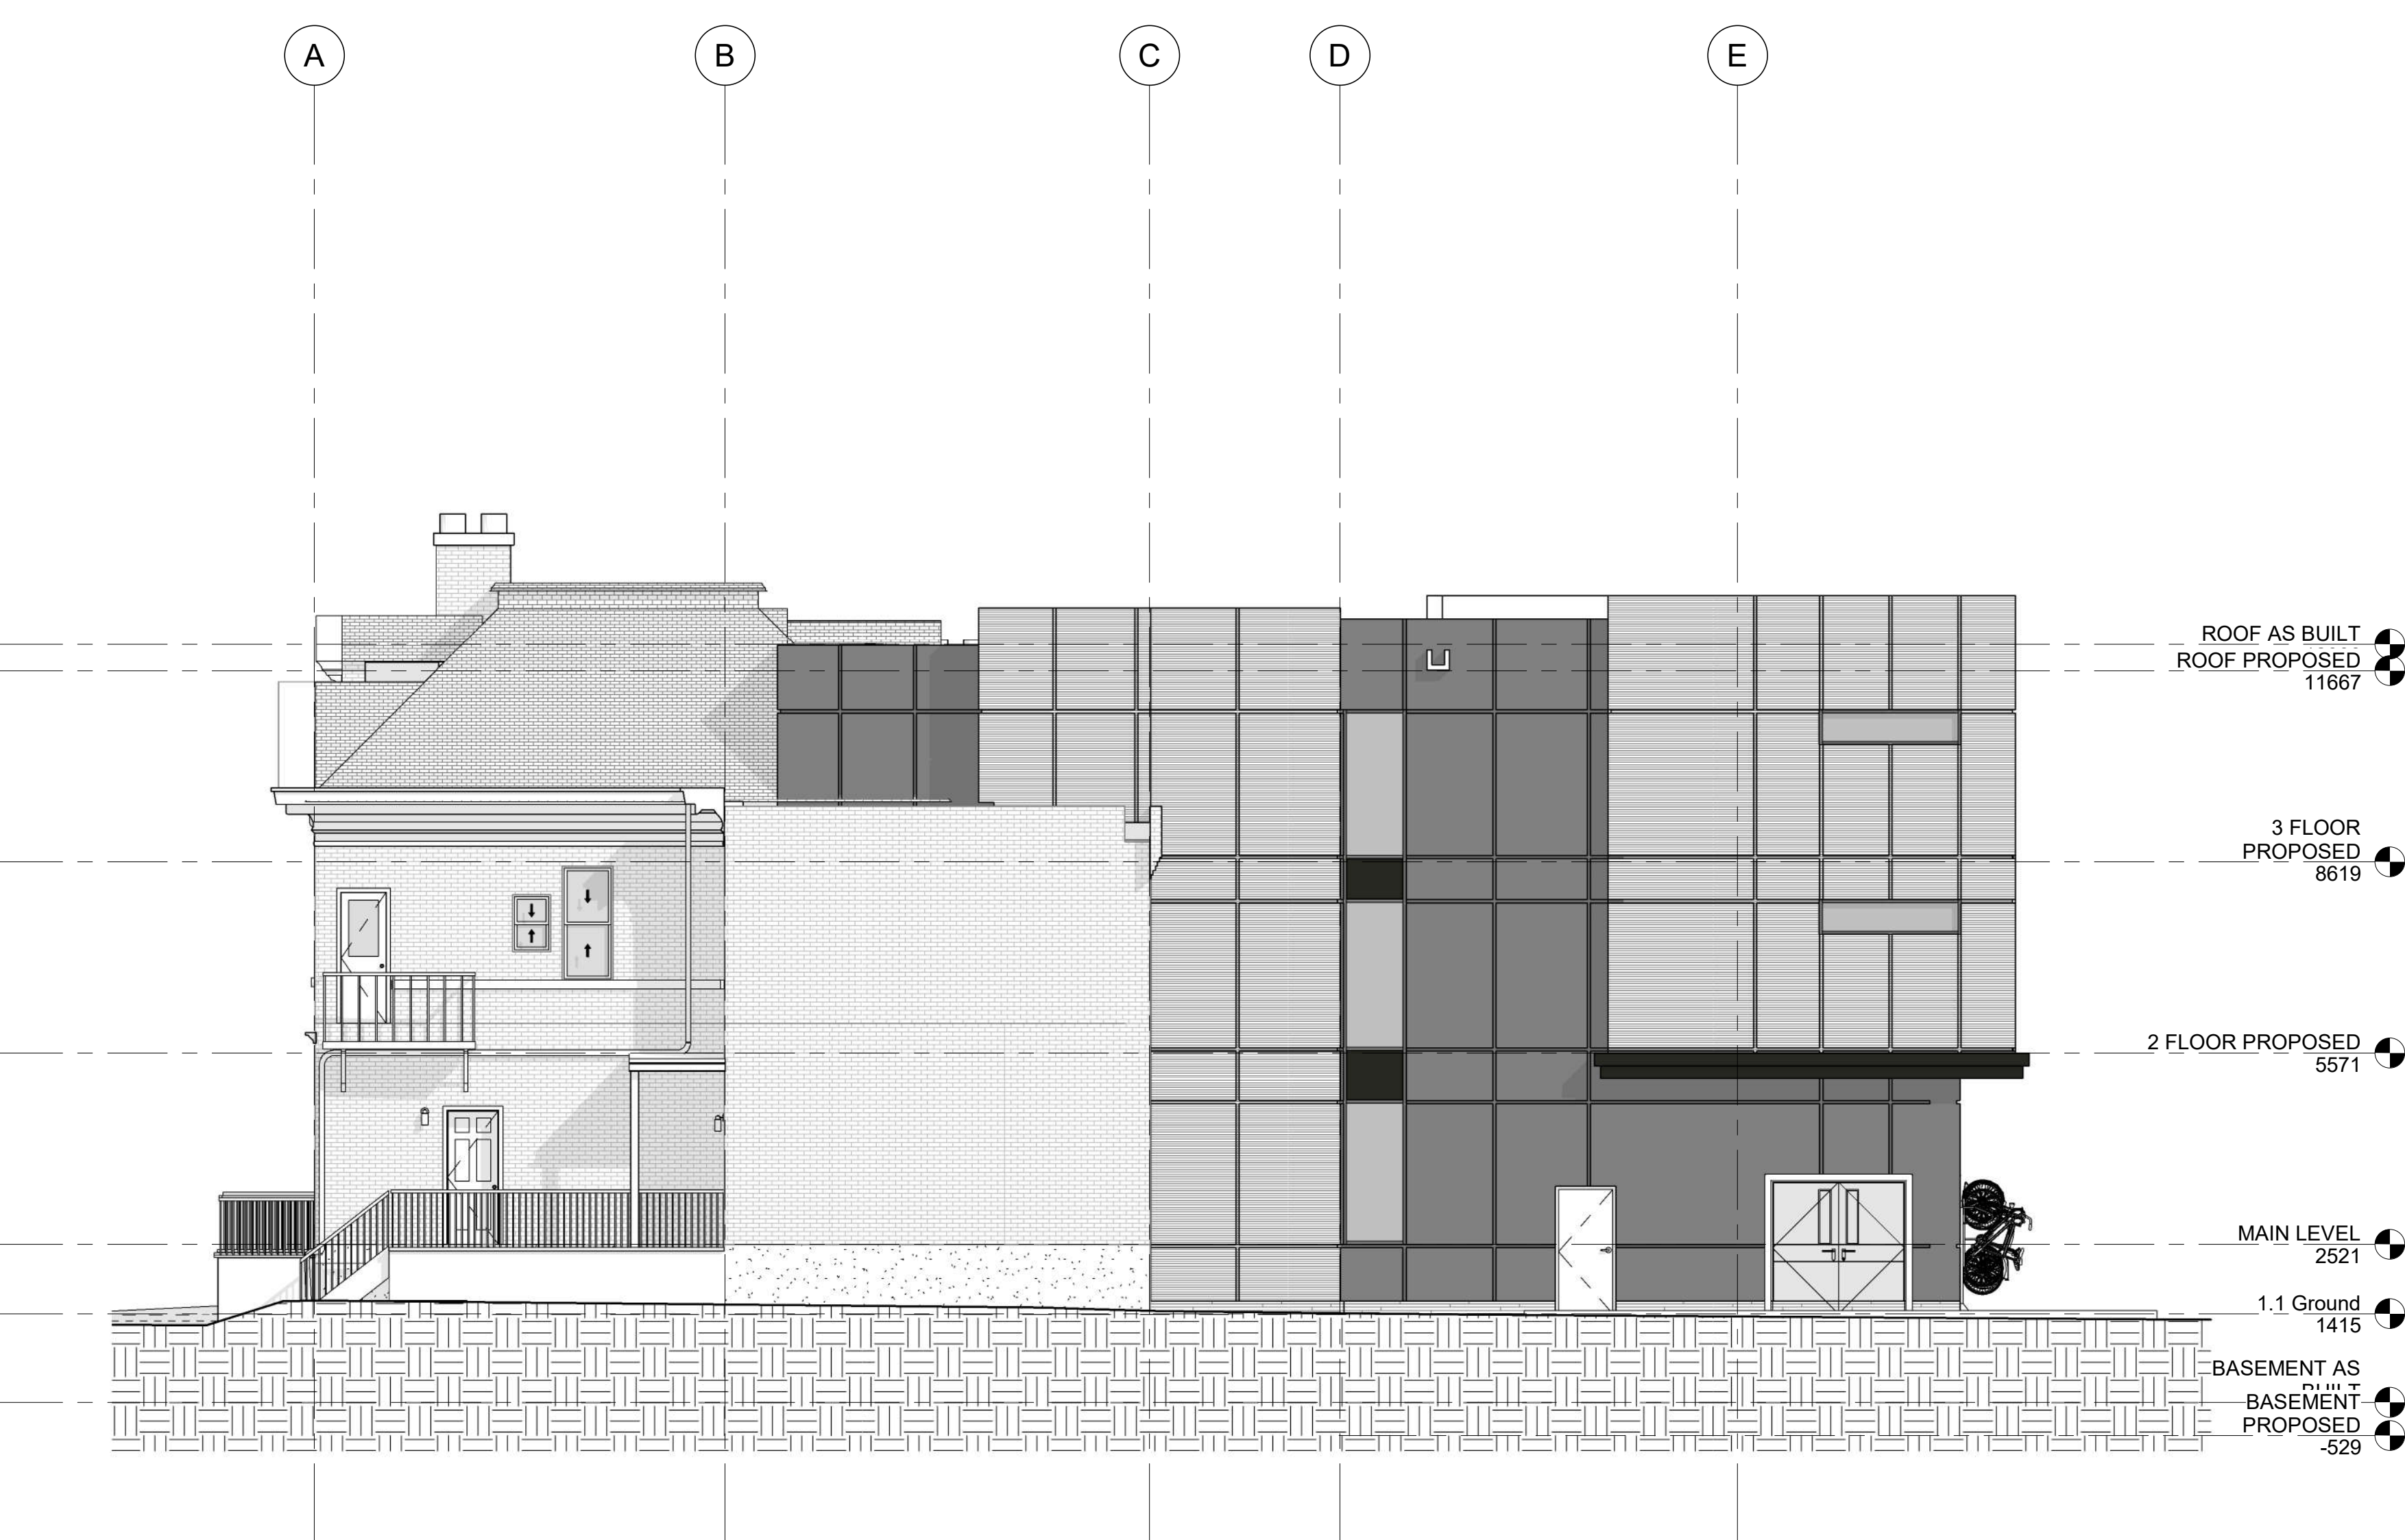 A
B
C
D
E
ROOF AS BUILT
ROOF PROPOSED
11667
3 FLOOR
PROPOSED
8619
2 FLOOR PROPOSED
5571
MAIN LEVEL
2521
1.1 Ground
1415
BASEMENT AS
BASEMENT
PROPOSED
-529